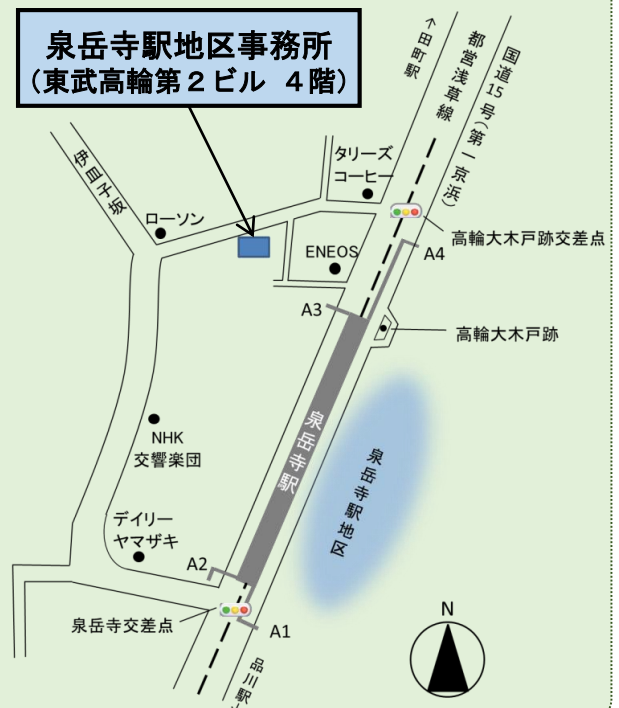 泉岳寺駅地区事務所
（東武高輪第２ビル　４階）
↑田町駅
都営浅草線
国道15号（第一京浜）
伊皿子坂
ローソン
タリーズ
コーヒー
高輪大木戸跡交差点
ENEOS
A4
A3
高輪大木戸跡
泉岳寺駅
泉岳寺駅地区
NHK
交響楽団
デイリー
ヤマザキ
A2
泉岳寺交差点
A1
品川駅
N